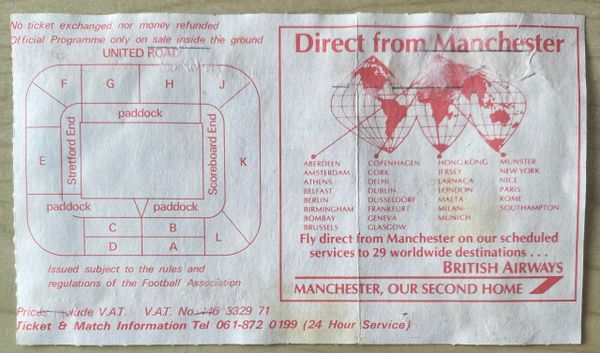 No ticket exchanged nor money refunded
Official Programme only on sale inside the ground
UNITED ROAD
F
G
H
J
paddock
Stretford End
Scoreboard End
E
K
paddock
paddock
C
B
D
A
L
Issued subject to the rules and
regulations of the Football Association
Prices include V.A.T. V.A.T. No. 3329 71
Ticket & Match Information Tel 061-872 0199 (24 Hour Service)
Direct from Manchester
ABERDEEN
AMSTERDAM
ATHENS
BELFAST
BERLIN
BIRMINGHAM
BOMBAY
BRUSSELS
COPENHAGEN
CORK
DELHI
DUBLIN
DUSSELDORF
FRANKFURT
GENEVA
GLASGOW
HONG KONG
JERSEY
LARNACA
LONDON
MALTA
MILAN
MUNICH
MUNSTER
NEW YORK
NICE
PARIS
ROME
SOUTHAMPTON
Fly direct from Manchester on our scheduled
services to 29 worldwide destinations . . .
BRITISH AIRWAYS
MANCHESTER, OUR SECOND HOME